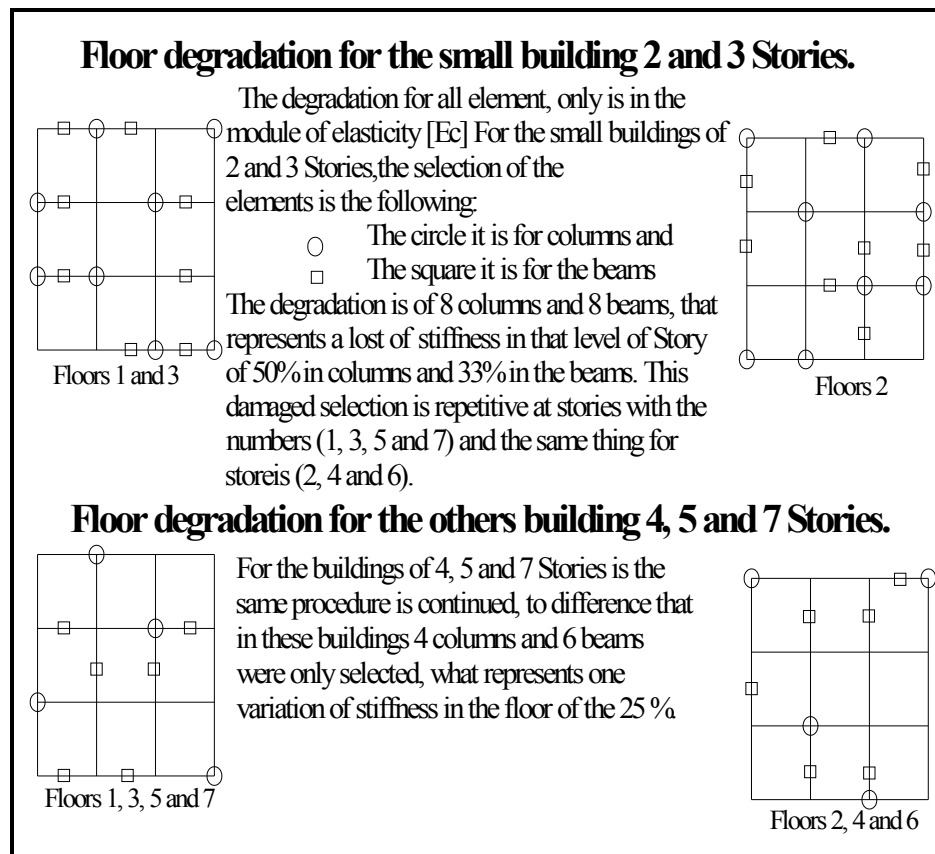 Floor degradation for the small building 2 and 3 Stories.
The degradation for all element, only is in the
module of elasticity [Ec] For the small buildings of
2 and 3 Stories,the selection of the
elements is the following:
The circle it is for columns and
The square it is for the beams
The degradation is of 8 columns and 8 beams, that
represents a lost of stiffness in that level of Story
of 50% in columns and 33% in the beams. This
damaged selection is repetitive at stories with the
numbers (1, 3, 5 and 7) and the same thing for
storeis (2, 4 and 6).
Floors 1 and 3
Floors 2
Floor degradation for the others building 4, 5 and 7 Stories.
For the buildings of 4, 5 and 7 Stories is the
same procedure is continued, to difference that
in these buildings 4 columns and 6 beams
were only selected, what represents one
variation of stiffness in the floor of the 25 %.
Floors 1, 3, 5 and 7
Floors 2, 4 and 6